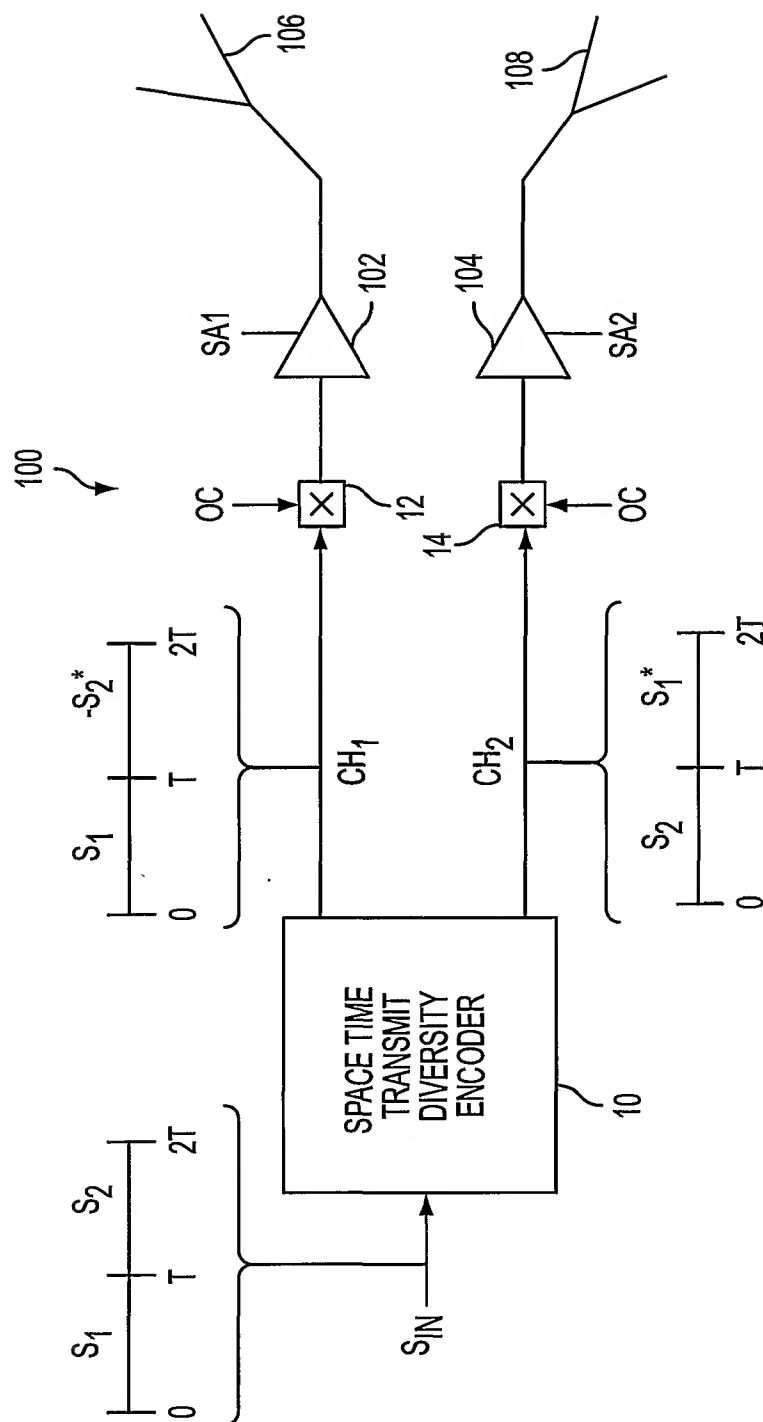 100
S1 S2
0 T 2T
SIN
SPACE TIME
TRANSMIT
DIVERSITY
ENCODER
10
S1 -S2*
0 T 2T
CH1
CH2
S2 S1*
0 T 2T
OC
12
14
OC
SA1
102
104
SA2
106
108